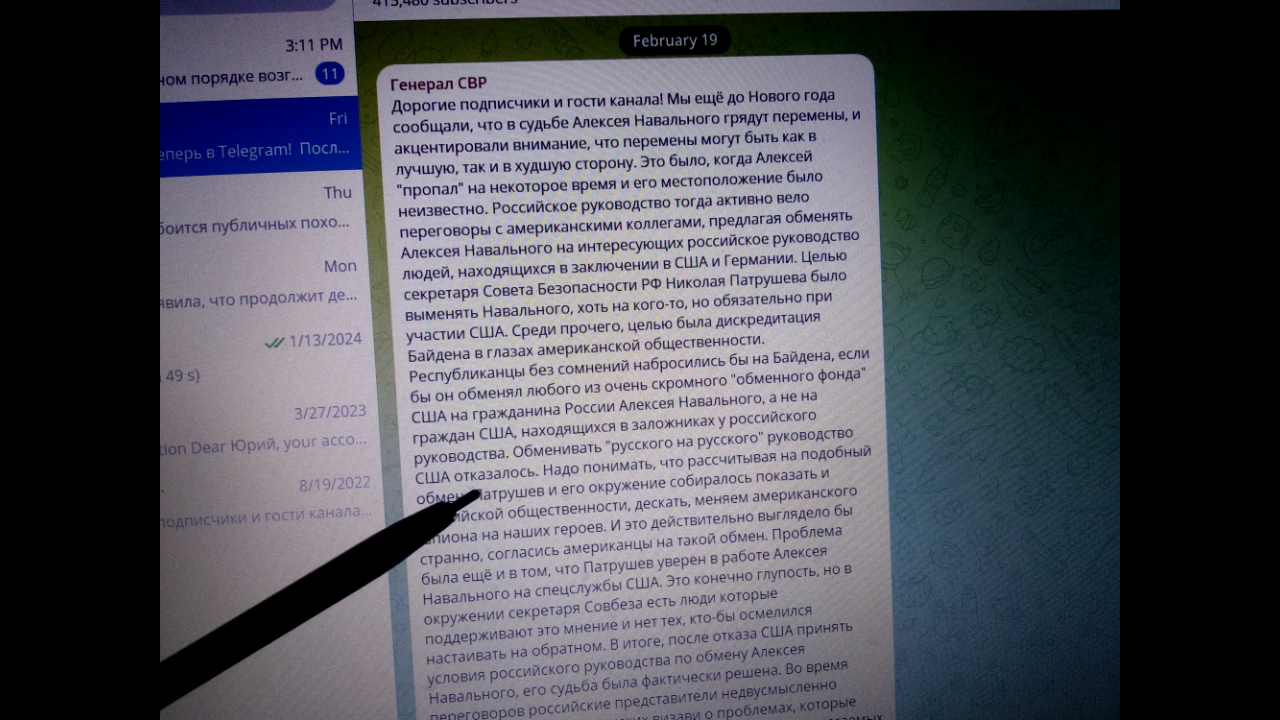 415,480 subscribers
3:11 PM
ном порядке возг...
11
Fri
еперь в Telegram! Посл...
Thu
боится публичных похо...
Mon
явила, что продолжит де...
1/13/2024
49 s)
3/27/2023
tion Dear Юрий, your acco...
8/19/2022
подписчики и гости канала...
February 19
Генерал СВР
Дорогие подписчики и гости канала! Мы ещё до Нового года
сообщали, что в судьбе Алексея Навального грядут перемены, и
акцентировали внимание, что перемены могут быть как в
лучшую, так и в худшую сторону. Это было, когда Алексей
"пропал" на некоторое время и его местоположение было
неизвестно. Российское руководство тогда активно вело
переговоры с американскими коллегами, предлагая обменять
Алексея Навального на интересующих российское руководство
людей, находящихся в заключении в США и Германии. Целью
секретаря Совета Безопасности РФ Николая Патрушева было
выменять Навального, хоть на кого-то, но обязательно при
участии США. Среди прочего, целью была дискредитация
Байдена в глазах американской общественности.
Республиканцы без сомнений набросились бы на Байдена, если
бы он обменял любого из очень скромного "обменного фонда"
США на гражданина России Алексея Навального, а не на
граждан США, находящихся в заложниках у российского
руководства. Обменивать "русского на русского" руководство
США отказалось. Надо понимать, что рассчитывая на подобный
обмен Патрушев и его окружение собиралось показать и
ийской общественности, дескать, меняем американского
шпиона на наших героев. И это действительно выглядело бы
странно, согласись американцы на такой обмен. Проблема
была ещё и в том, что Патрушев уверен в работе Алексея
Навального на спецслужбы США. Это конечно глупость, но в
окружении секретаря Совбеза есть люди которые
поддерживают это мнение и нет тех, кто-бы осмелился
настаивать на обратном. В итоге, после отказа США принять
условия российского руководства по обмену Алексея
Навального, его судьба была фактически решена. Во время
переговоров российские представители недвусмысленно
визави о проблемах, которые